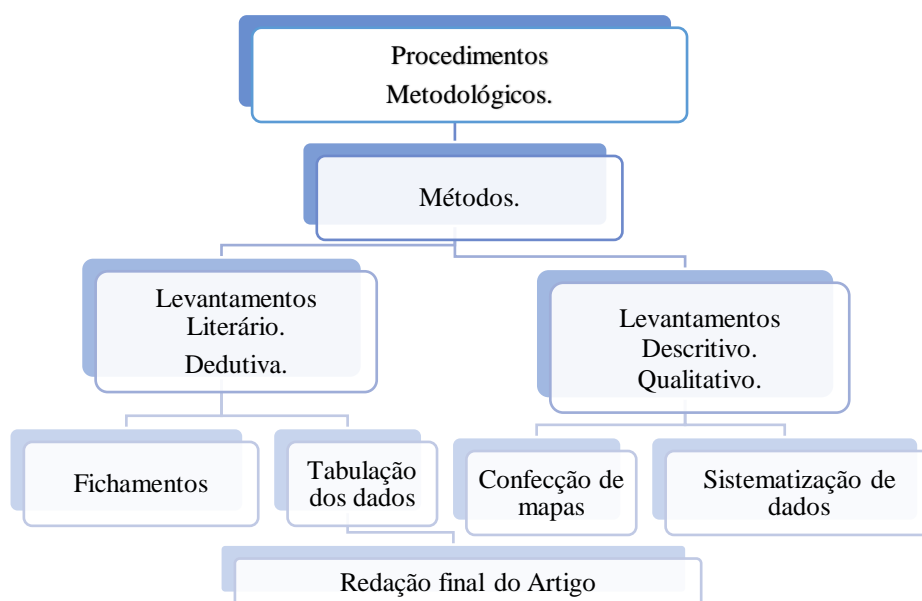 Procedimentos
Metodológicos.
Métodos.
Levantamentos
Literário.
Dedutiva.
Levantamentos
Descritivo.
Qualitativo.
Fichamentos
Tabulação
dos dados
Confecção de
mapas
Sistematização de
dados
Redação final do Artigo